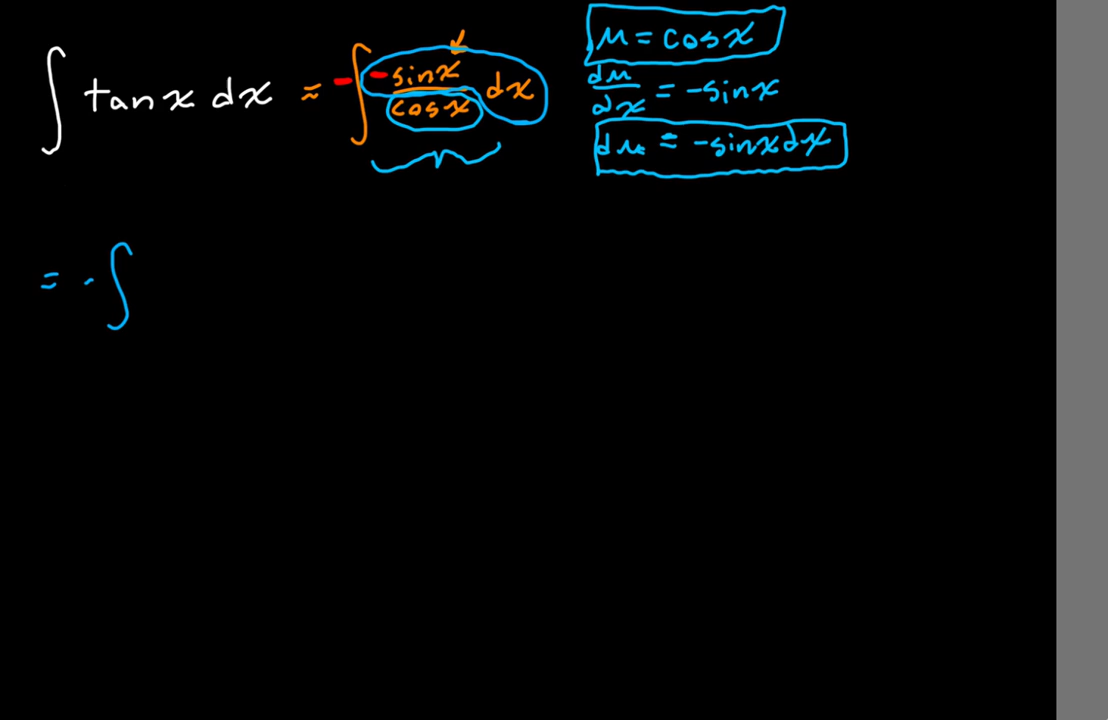 ∫ tan x dx = -∫ -sin x / cos x dx
u = cos x
du/dx = -sin x
du = -sin x dx
= -∫